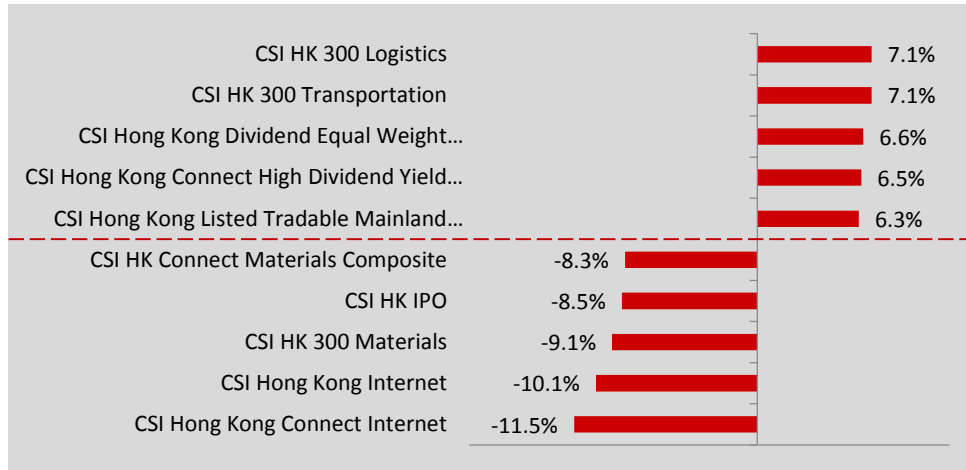 CSI HK 300 Logistics 7.1%
CSI HK 300 Transportation 7.1%
CSI Hong Kong Dividend Equal Weight... 6.6%
CSI Hong Kong Connect High Dividend Yield... 6.5%
CSI Hong Kong Listed Tradable Mainland... 6.3%
CSI HK Connect Materials Composite -8.3%
CSI HK IPO -8.5%
CSI HK 300 Materials -9.1%
CSI Hong Kong Internet -10.1%
CSI Hong Kong Connect Internet -11.5%